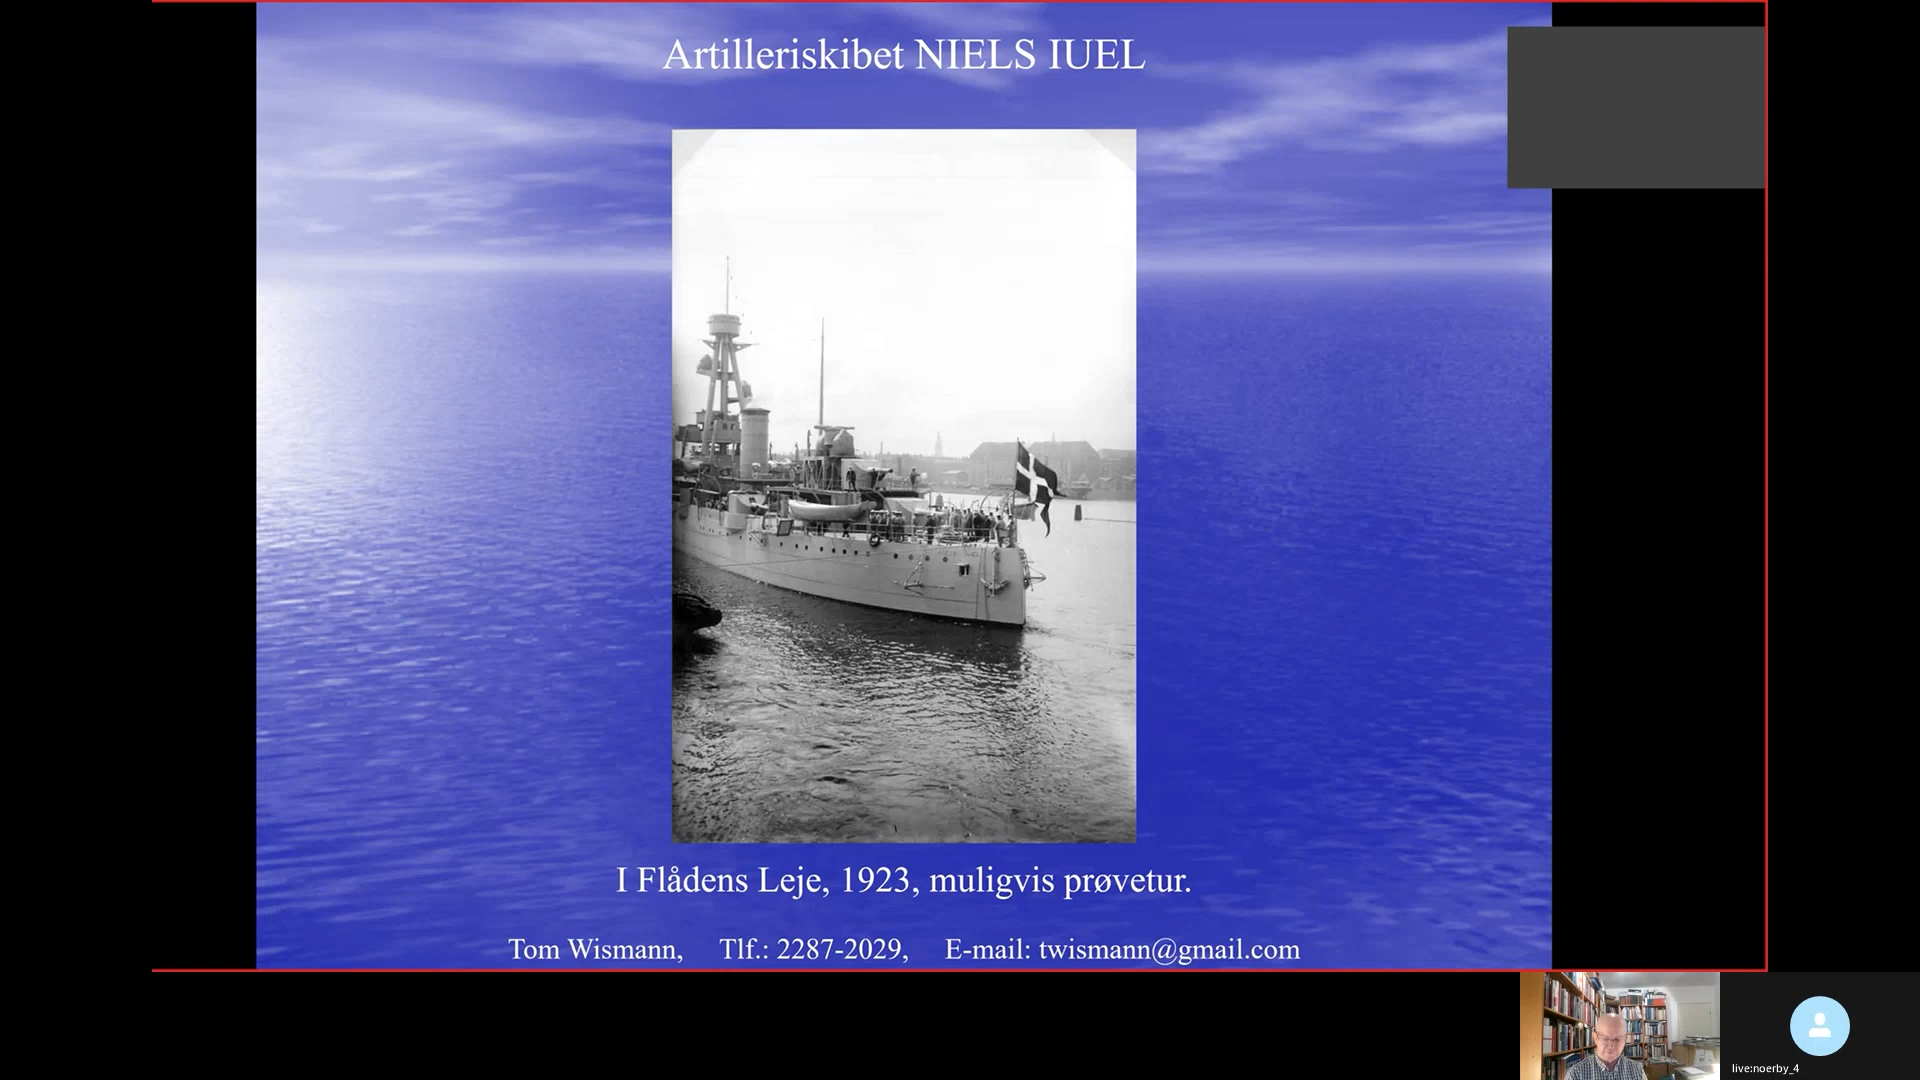 Artilleriskibet NIELS IUEL
I Flådens Leje, 1923, muligvis prøvetur.
Tom Wismann, Tlf.: 2287-2029, E-mail: twismann@gmail.com
live:noerby_4